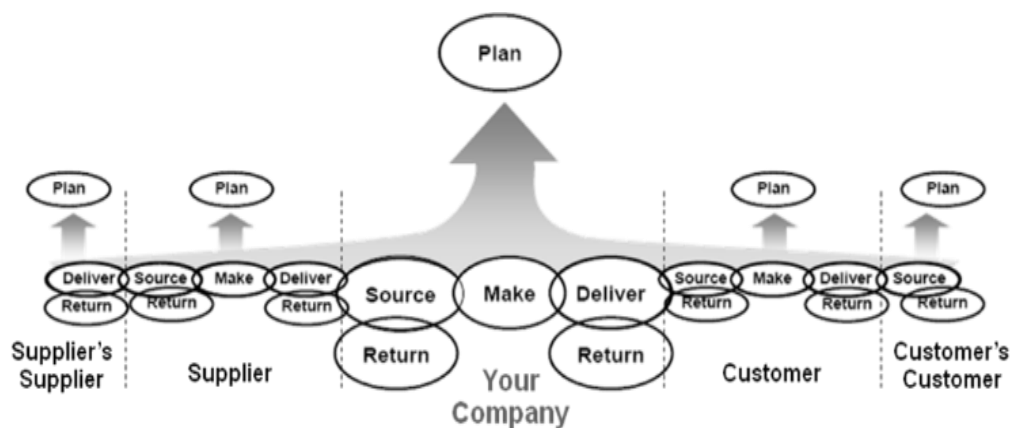 Plan
Plan
Plan
Plan
Plan
Deliver
Source
Make
Deliver
Source
Make
Deliver
Source
Make
Deliver
Source
Return
Return
Return
Return
Return
Return
Return
Return
Supplier's
Supplier
Supplier
Your
Company
Customer
Customer's
Customer